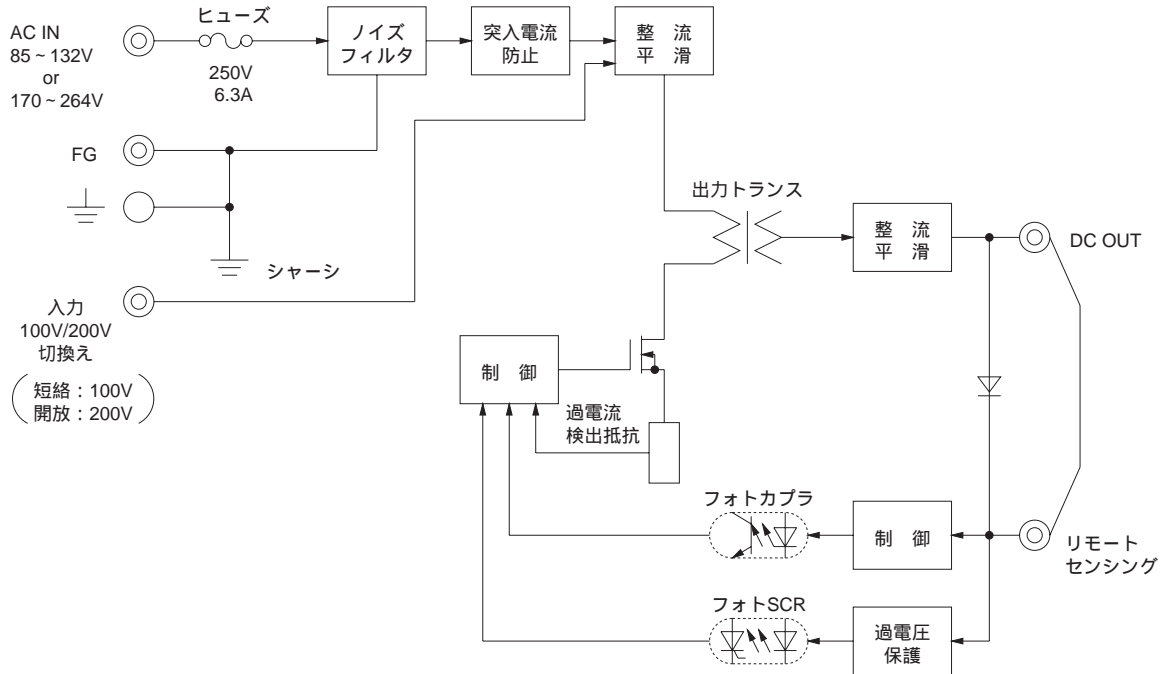 AC IN
85~132V
or
170~264V
ヒューズ
250V
6.3A
ノイズ
フィルタ
突入電流
防止
整 流
平 滑
FG
シャーシ
入力
100V/200V
切換え
短絡:100V
開放:200V
出力トランス
整 流
平 滑
DC OUT
制 御
過電流
検出抵抗
フォトカプラ
制 御
リモート
センシング
フォトSCR
過電圧
保護